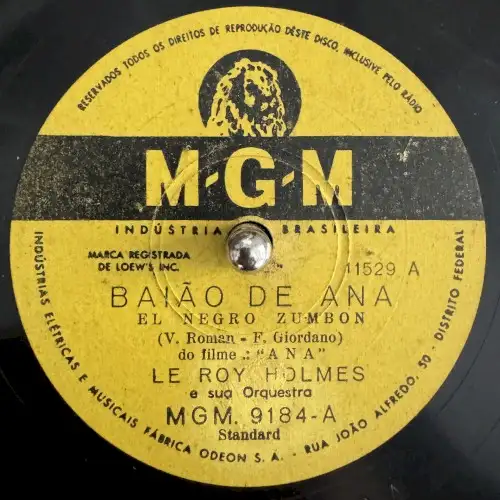 RESERVADOS TODOS OS DIREITOS DE REPRODUCÃO DÊSTE DISCO, INCLUSIVE PELO RÁDIO
M-G-M
INDÚSTRIA BRASILEIRA
MARCA REGISTRADA
DE LOEW'S INC.
11529 A
BAIÃO DE ANA
EL NEGRO ZUMBON
(V. Roman - F. Giordano)
do filme : "ANA"
LE ROY HOLMES
e sua Orquestra
MGM. 9184-A
Standard
INDÚSTRIAS ELÉTRICAS E MUSICAIS FÁBRICA ODEON S. A. - RUA JOÃO ALFREDO, 50 - DISTRITO FEDERAL